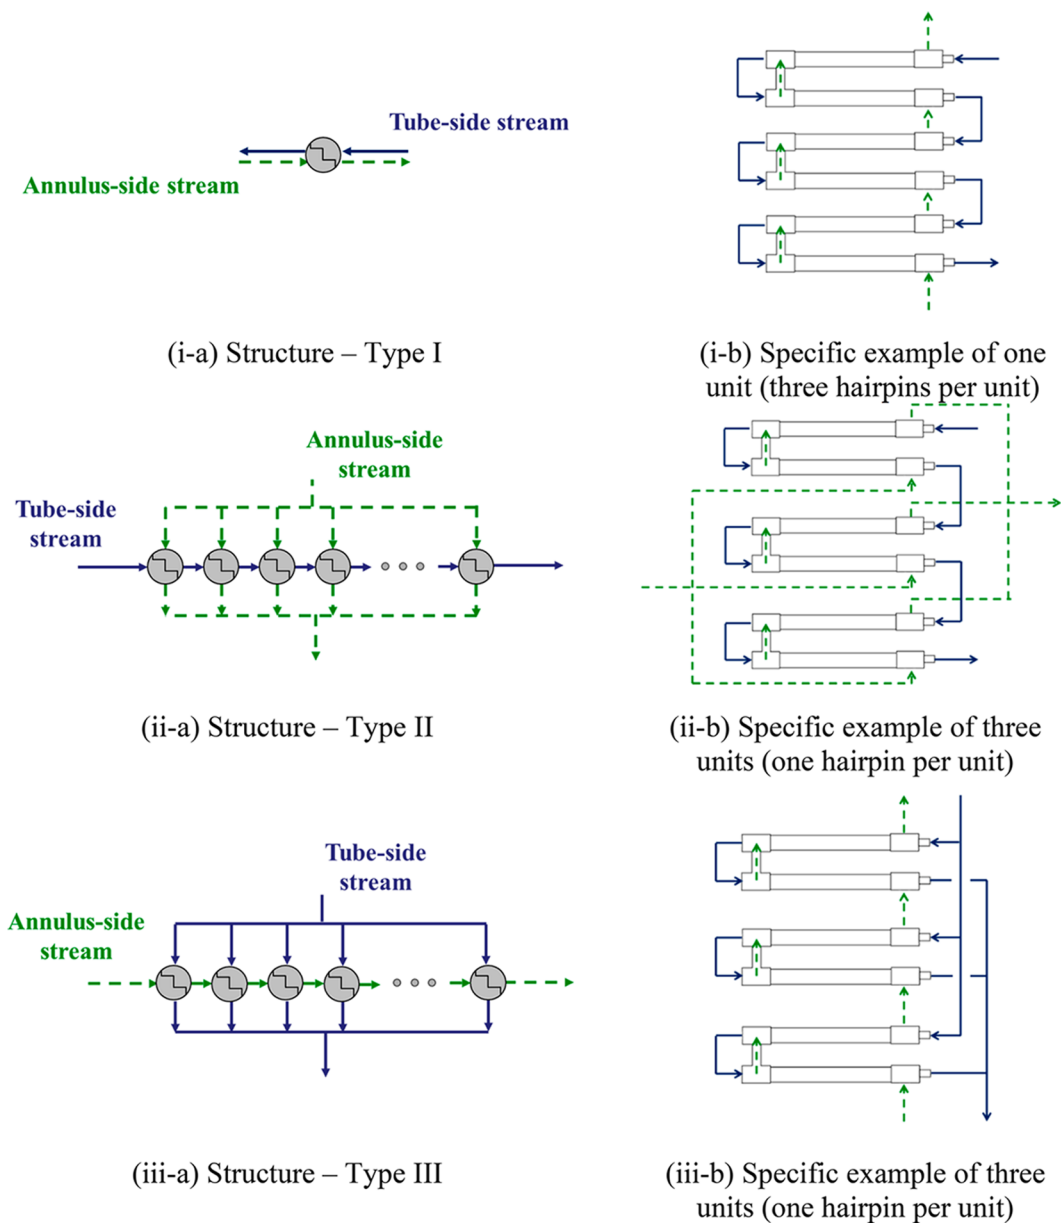 Tube-side stream
Annulus-side stream
(i-a) Structure – Type I
(i-b) Specific example of one
unit (three hairpins per unit)
Annulus-side
stream
Tube-side
stream
(ii-a) Structure – Type II
(ii-b) Specific example of three
units (one hairpin per unit)
Tube-side
stream
Annulus-side
stream
(iii-a) Structure – Type III
(iii-b) Specific example of three
units (one hairpin per unit)